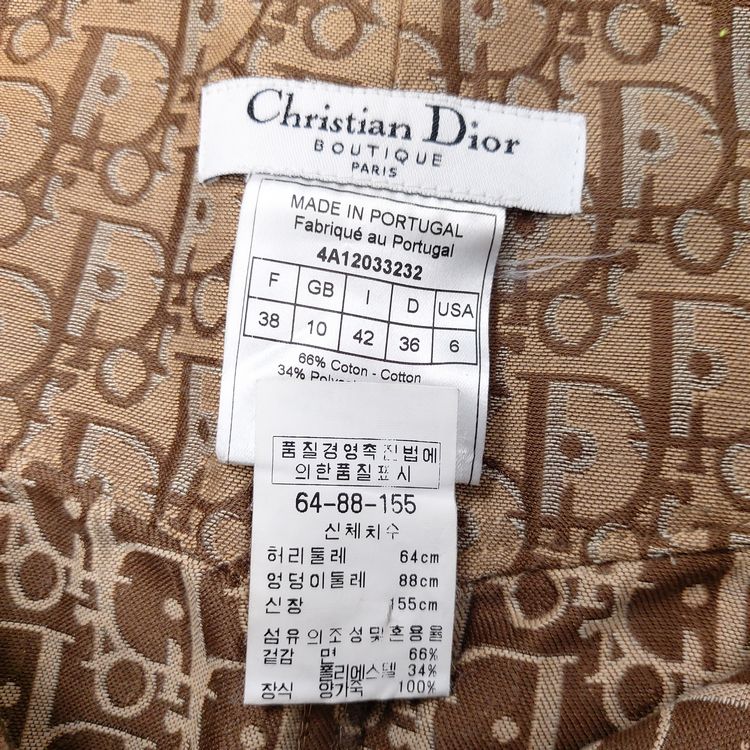 Christian Dior
BOUTIQUE
PARIS
MADE IN PORTUGAL
Fabriqué au Portugal
4A12033232
F GB I D USA
38 10 42 36 6
66% Coton - Cotton
34%
품질경영촉진법에
의한품질표시
64-88-155
신체치수
허리둘레 64cm
엉덩이둘레 88cm
신장 155cm
섬유의조성및혼용율
겉감 면 66%
폴리에스텔 34%
장식 양가죽 100%